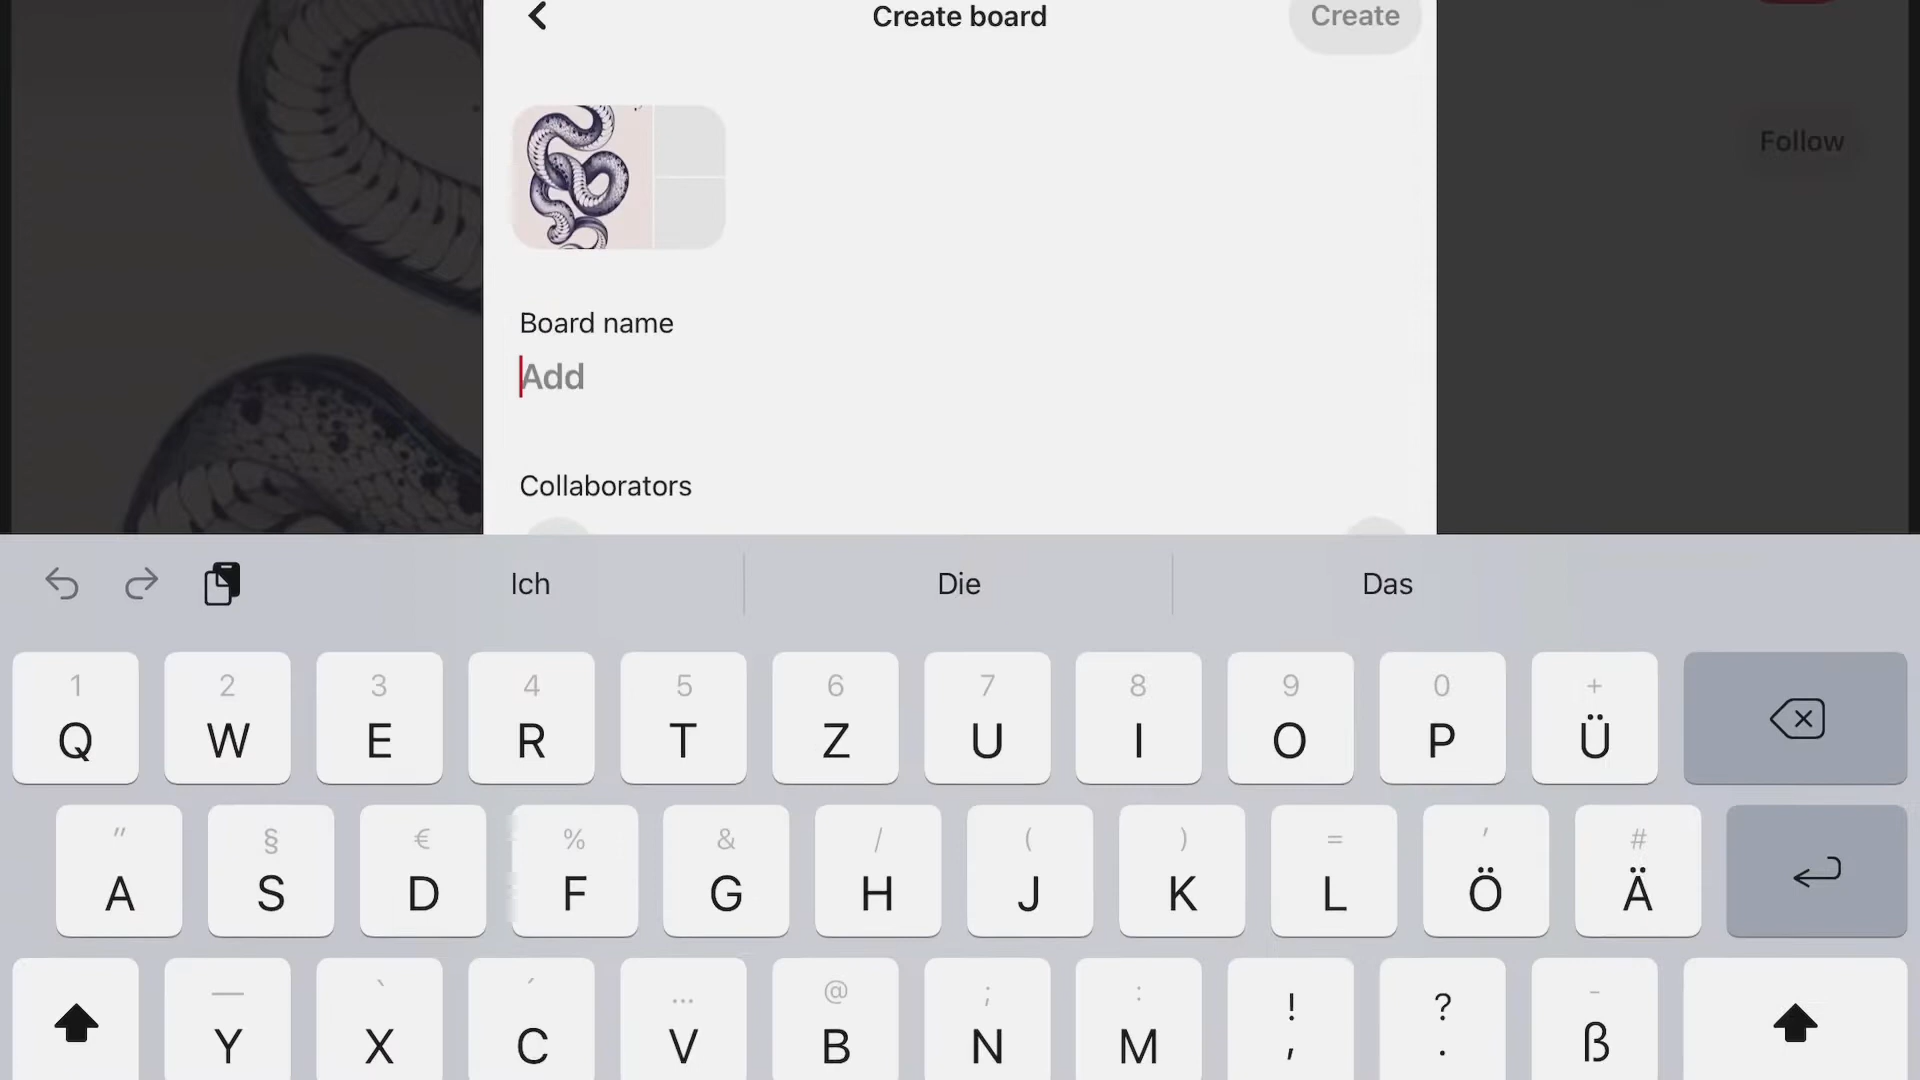 Create board
Create
Follow
Board name
Add
Collaborators
Ich
Die
Das
1 2 3 4 5 6 7 8 9 0 +
Q W E R T Z U I O P Ü
" § € % & / ( ) = ' #
A S D F G H J K L Ö Ä
— ` ´ ... @ ; : ! ? -
Y X C V B N M , . ß